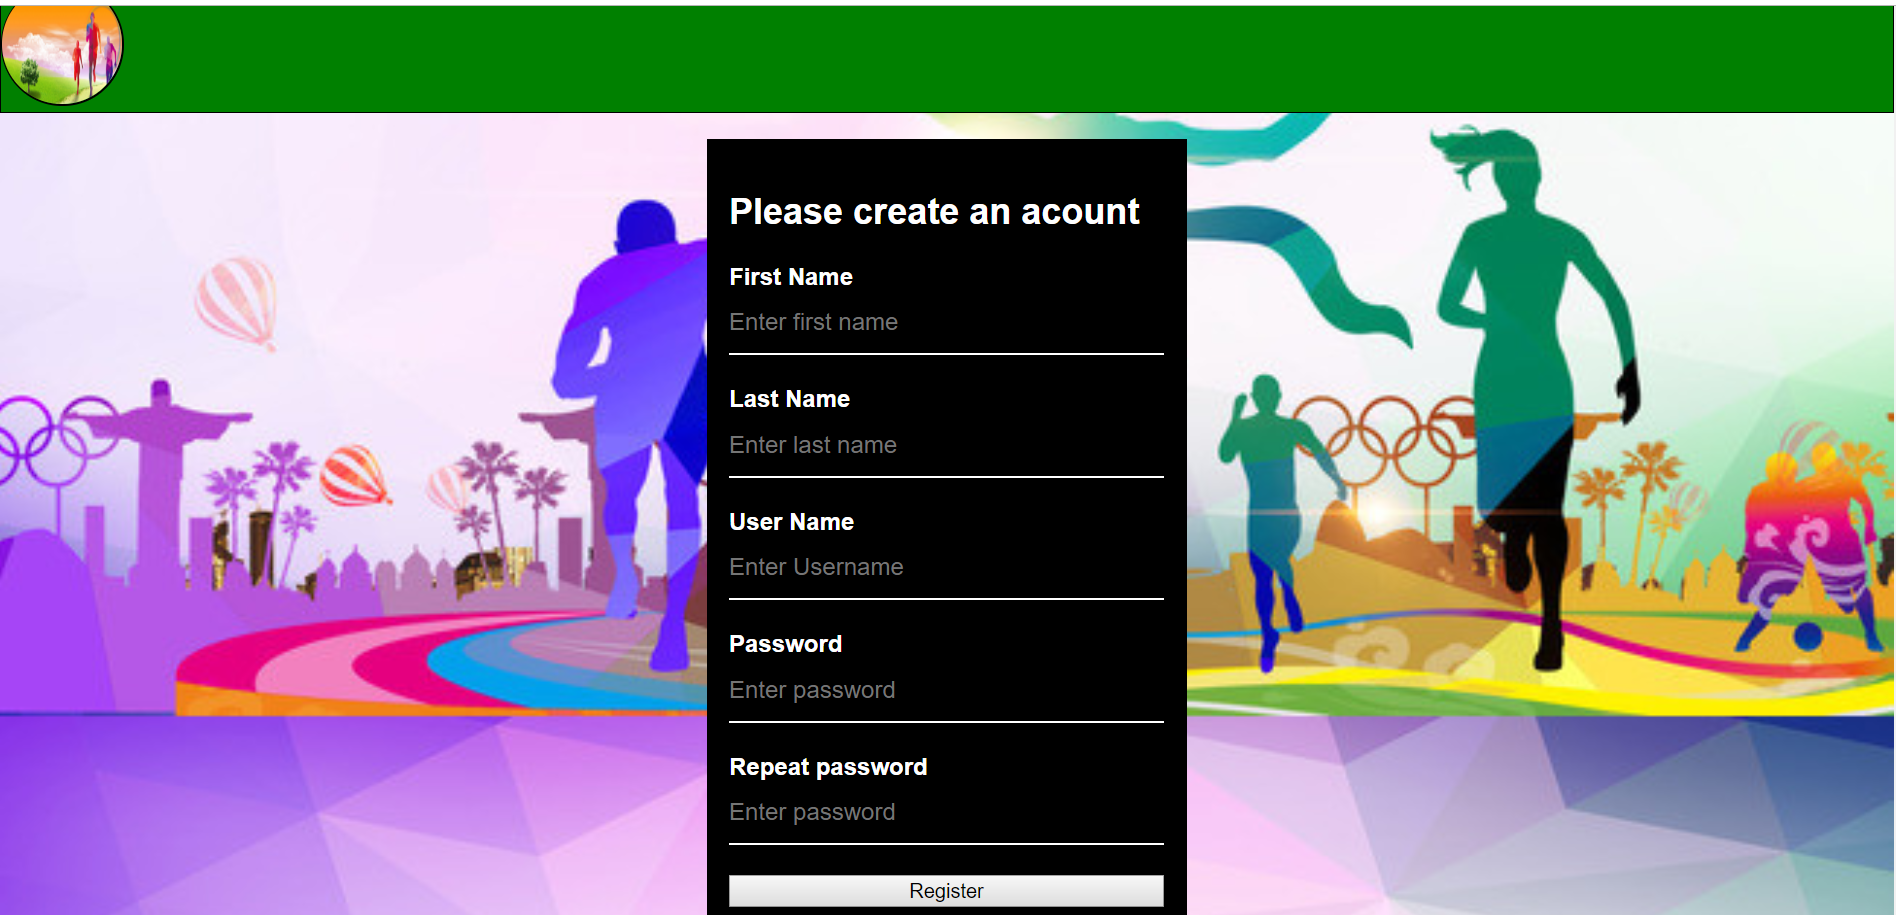 Please create an acount
First Name
Enter first name
Last Name
Enter last name
User Name
Enter Username
Password
Enter password
Repeat password
Enter password
Register